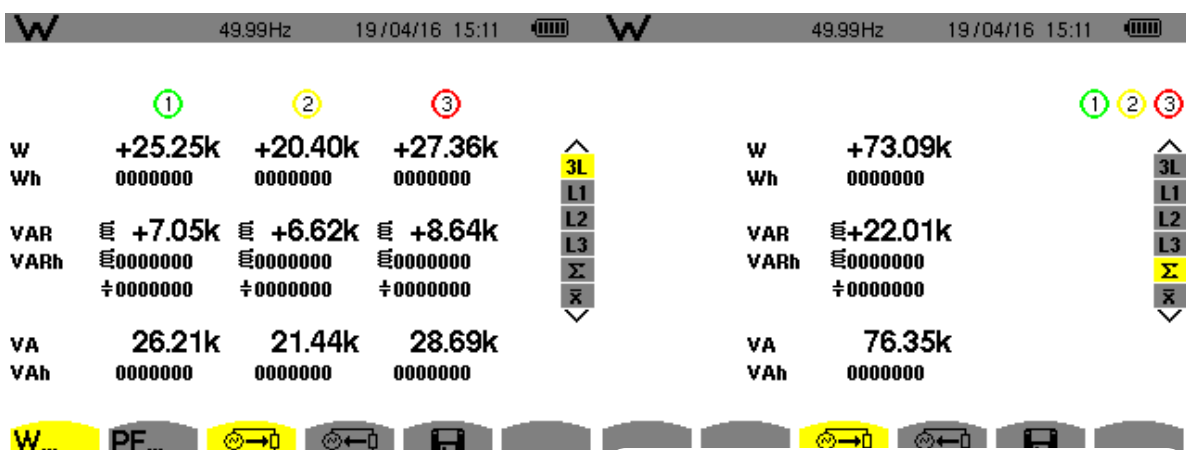 W 49.99Hz 19/04/16 15:11
1 2 3
W +25.25k +20.40k +27.36k
Wh 0000000 0000000 0000000
VAR +7.05k +6.62k +8.64k
VARh 0000000 0000000 0000000
÷0000000 ÷0000000 ÷0000000
VA 26.21k 21.44k 28.69k
VAh 0000000 0000000 0000000
3L
L1
L2
L3
Σ
x̅
W... PF...
W 49.99Hz 19/04/16 15:11
1 2 3
W +73.09k
Wh 0000000
VAR +22.01k
VARh 0000000
÷0000000
VA 76.35k
VAh 0000000
3L
L1
L2
L3
Σ
x̅